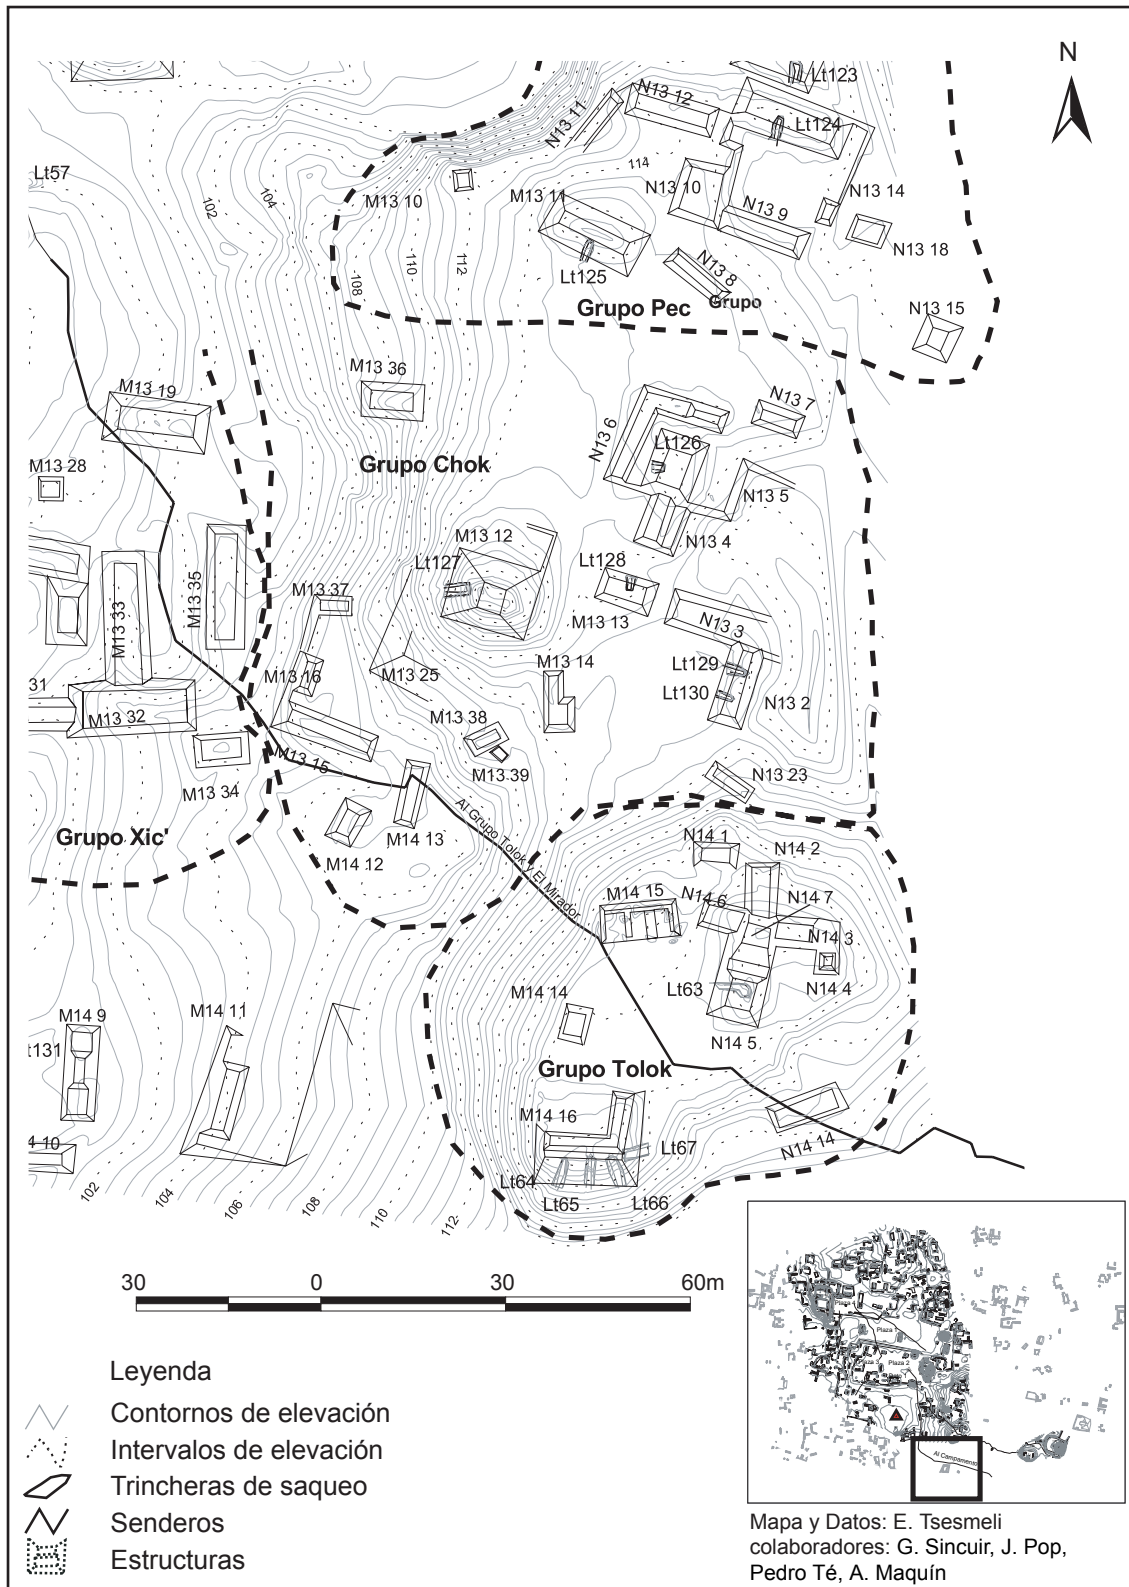 N
Lt123
N13 12
N13 11
Lt124
114
Lt57
102
104
M13 10
M13 11
N13 10
N13 14
N13 9
N13 18
108
110
112
Lt125
N13 8
Grupo
Grupo Pec
N13 15
M13 36
M13 19
N13 7
N13 6
Lt126
Grupo Chok
M13 28
N13 5
M13 12
N13 4
Lt127
Lt128
M13 35
M13 37
M13 33
M13 13
N13 3
M13 14
Lt129
M13 16
M13 25
Lt130
31
N13 2
M13 32
M13 38
M13 15
M13 39
N13 23
M13 34
Al Grupo Tolok y El Mirador
Grupo Xic'
M14 12
M14 13
N14 1
N14 2
M14 15
N14 6
N14 7
N14 3
M14 14
Lt63
N14 4
M14 9
M14 11
t131
N14 5
Grupo Tolok
M14 16
Lt67
N14 14
4 10
Lt64
Lt65
Lt66
102
104
106
108
110
112
30 0 30 60m
Leyenda
Contornos de elevación
Intervalos de elevación
Trincheras de saqueo
Senderos
Estructuras
Plaza 3
Plaza 2
Al Campamento
Mapa y Datos: E. Tsesmeli
colaboradores: G. Sincuir, J. Pop,
Pedro Té, A. Maquín